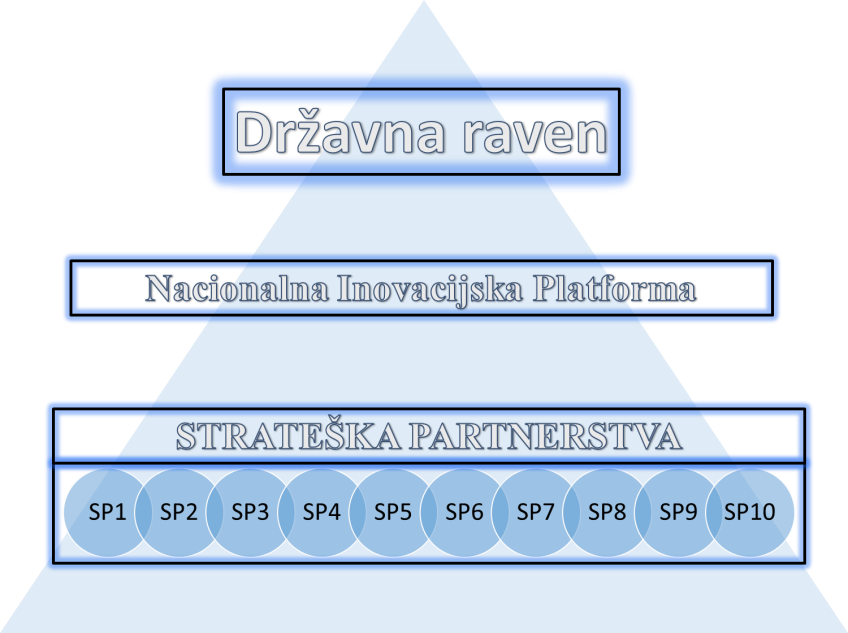 Državna raven
Nacionalna Inovacijska Platforma
STRATEŠKA PARTNERSTVA
SP1 SP2 SP3 SP4 SP5 SP6 SP7 SP8 SP9 SP10